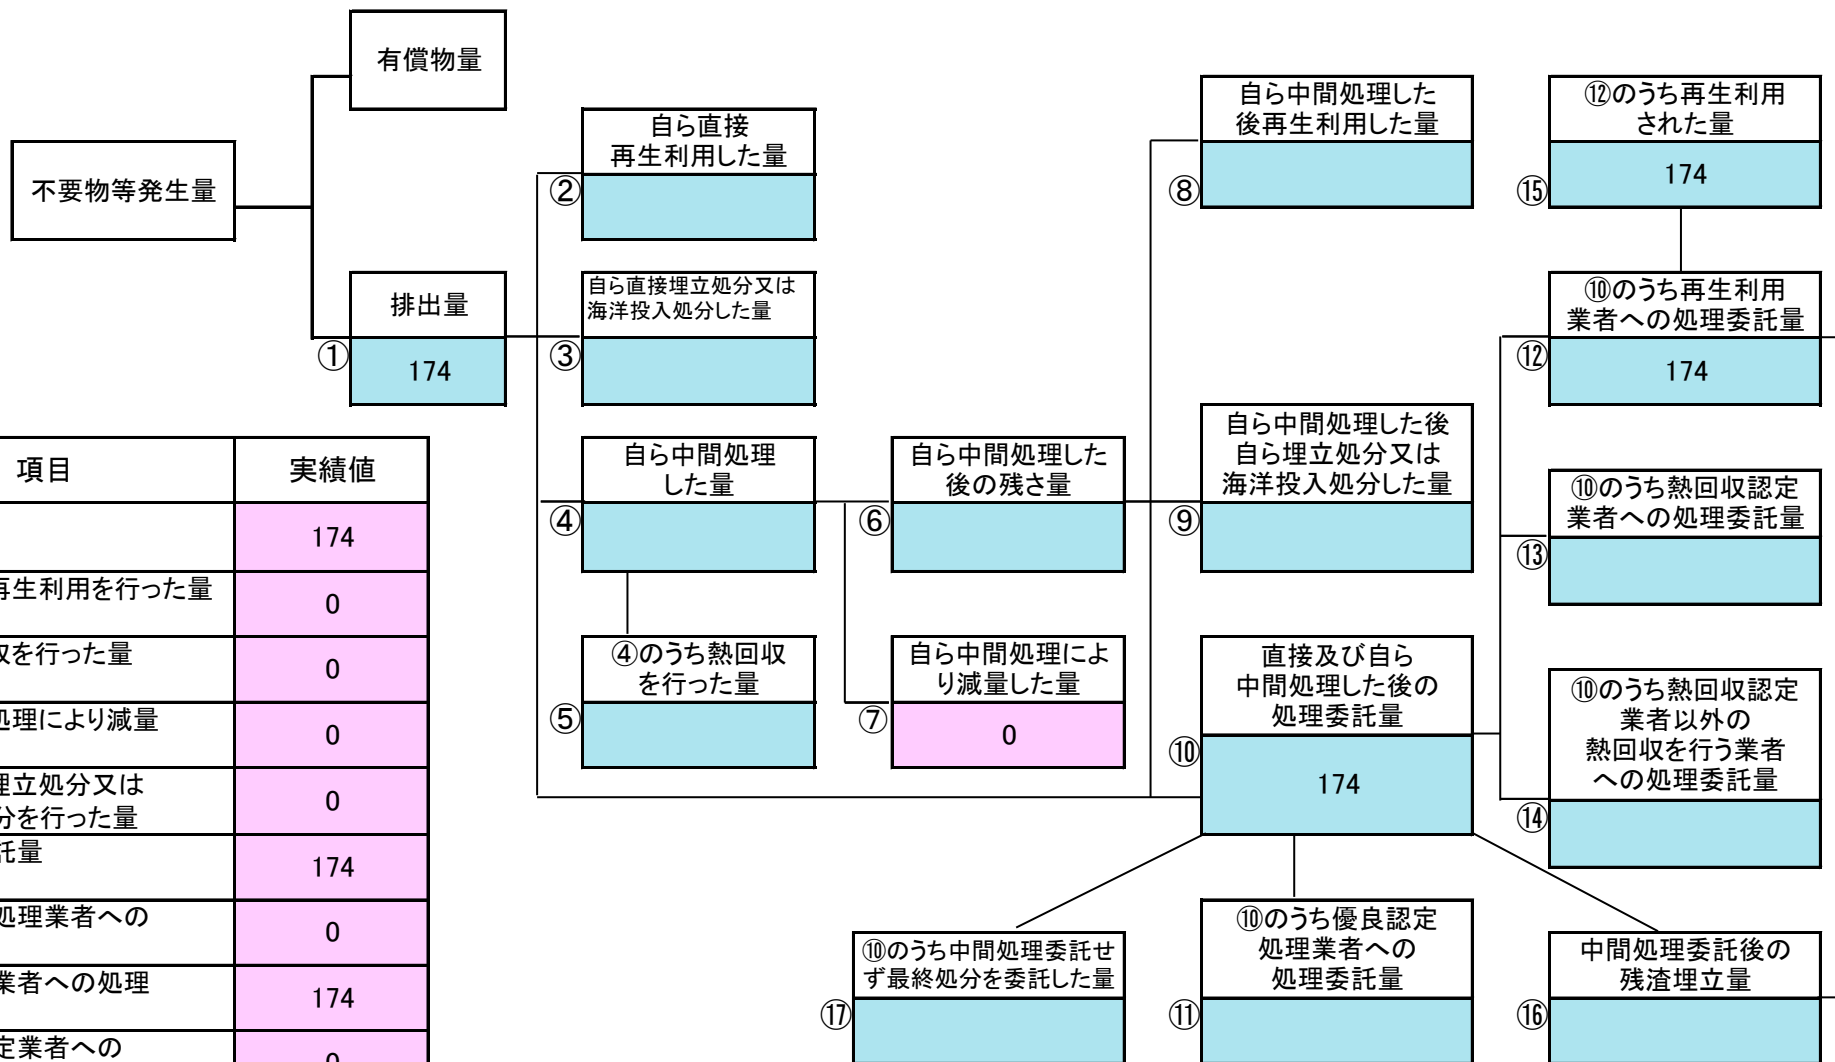 有償物量
不要物等発生量
排出量
①
174
自ら直接
再生利用した量
②
自ら直接埋立処分又は
海洋投入処分した量
③
自ら中間処理
した量
④
④のうち熱回収
を行った量
⑤
自ら中間処理した
後の残さ量
⑥
自ら中間処理によ
り減量した量
⑦
0
自ら中間処理した
後再生利用した量
⑧
自ら中間処理した後
自ら埋立処分又は
海洋投入処分した量
⑨
直接及び自ら
中間処理した後の
処理委託量
⑩
174
⑫のうち再生利用
された量
⑮
174
⑩のうち再生利用
業者への処理委託量
⑫
174
⑩のうち熱回収認定
業者への処理委託量
⑬
⑩のうち熱回収認定
業者以外の
熱回収を行う業者
への処理委託量
⑭
⑩のうち中間処理委託せ
ず最終処分を委託した量
⑰
⑩のうち優良認定
処理業者への
処理委託量
⑪
中間処理委託後の
残渣埋立量
⑯
項目 実績値
174
再生利用を行った量 0
を行った量 0
処理により減量 0
埋立処分又は
分を行った量 0
託量 174
処理業者への 0
業者への処理 174
定業者への 0